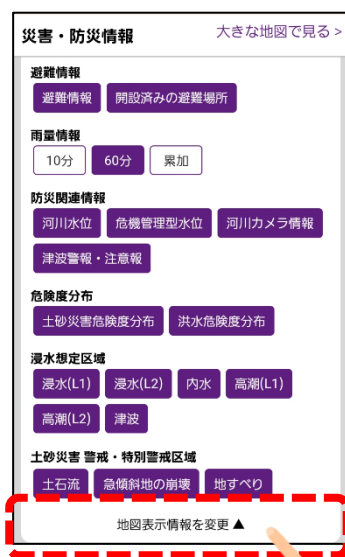 災害・防災情報 大きな地図で見る >
避難情報
避難情報 開設済みの避難場所
雨量情報
10分 60分 累加
防災関連情報
河川水位 危機管理型水位 河川カメラ情報
津波警報・注意報
危険度分布
土砂災害危険度分布 洪水危険度分布
浸水想定区域
浸水(L1) 浸水(L2) 内水 高潮(L1)
高潮(L2) 津波
土砂災害 警戒・特別警戒区域
土石流 急傾斜地の崩壊 地すべり
地図表示情報を変更 ▲